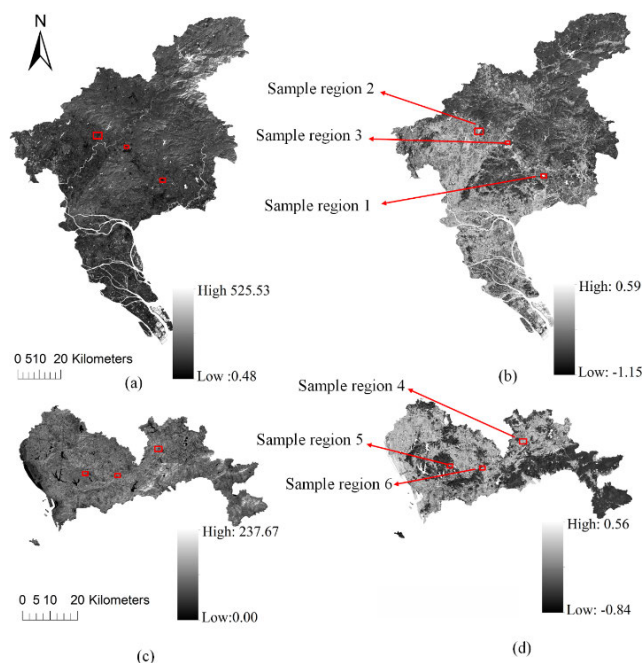 N
Sample region 2
Sample region 3
Sample region 1
High 525.53
High: 0.59
0 510 20 Kilometers
Low :0.48
Low: -1.15
(a)
(b)
Sample region 4
Sample region 5
Sample region 6
High: 237.67
High: 0.56
0 5 10 20 Kilometers
Low:0.00
Low: -0.84
(c)
(d)